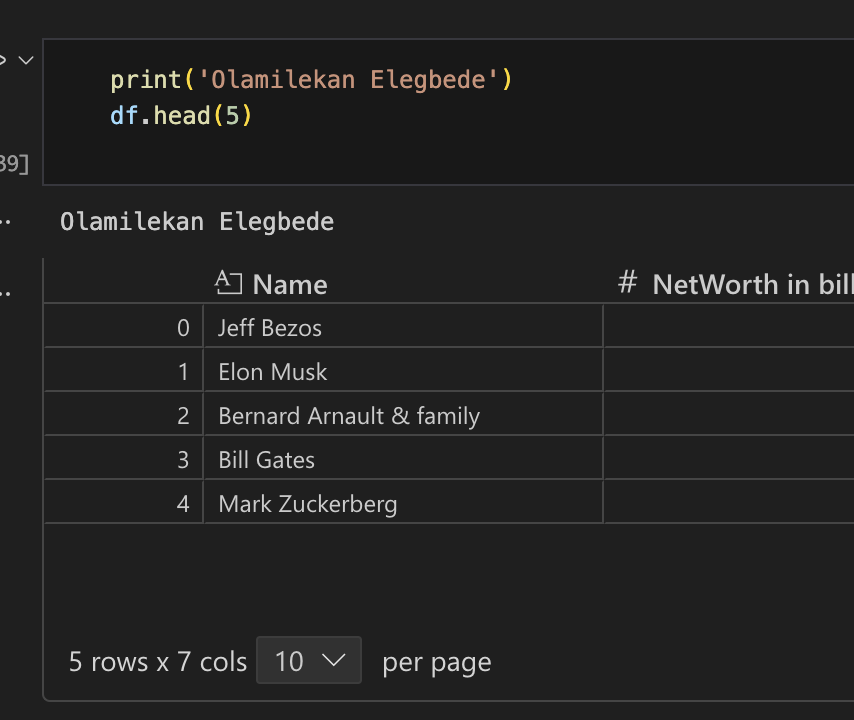 print('Olamilekan Elegbede')
df.head(5)
39]
Olamilekan Elegbede
Name # NetWorth in bill
0 Jeff Bezos
1 Elon Musk
2 Bernard Arnault & family
3 Bill Gates
4 Mark Zuckerberg
5 rows x 7 cols 10 per page